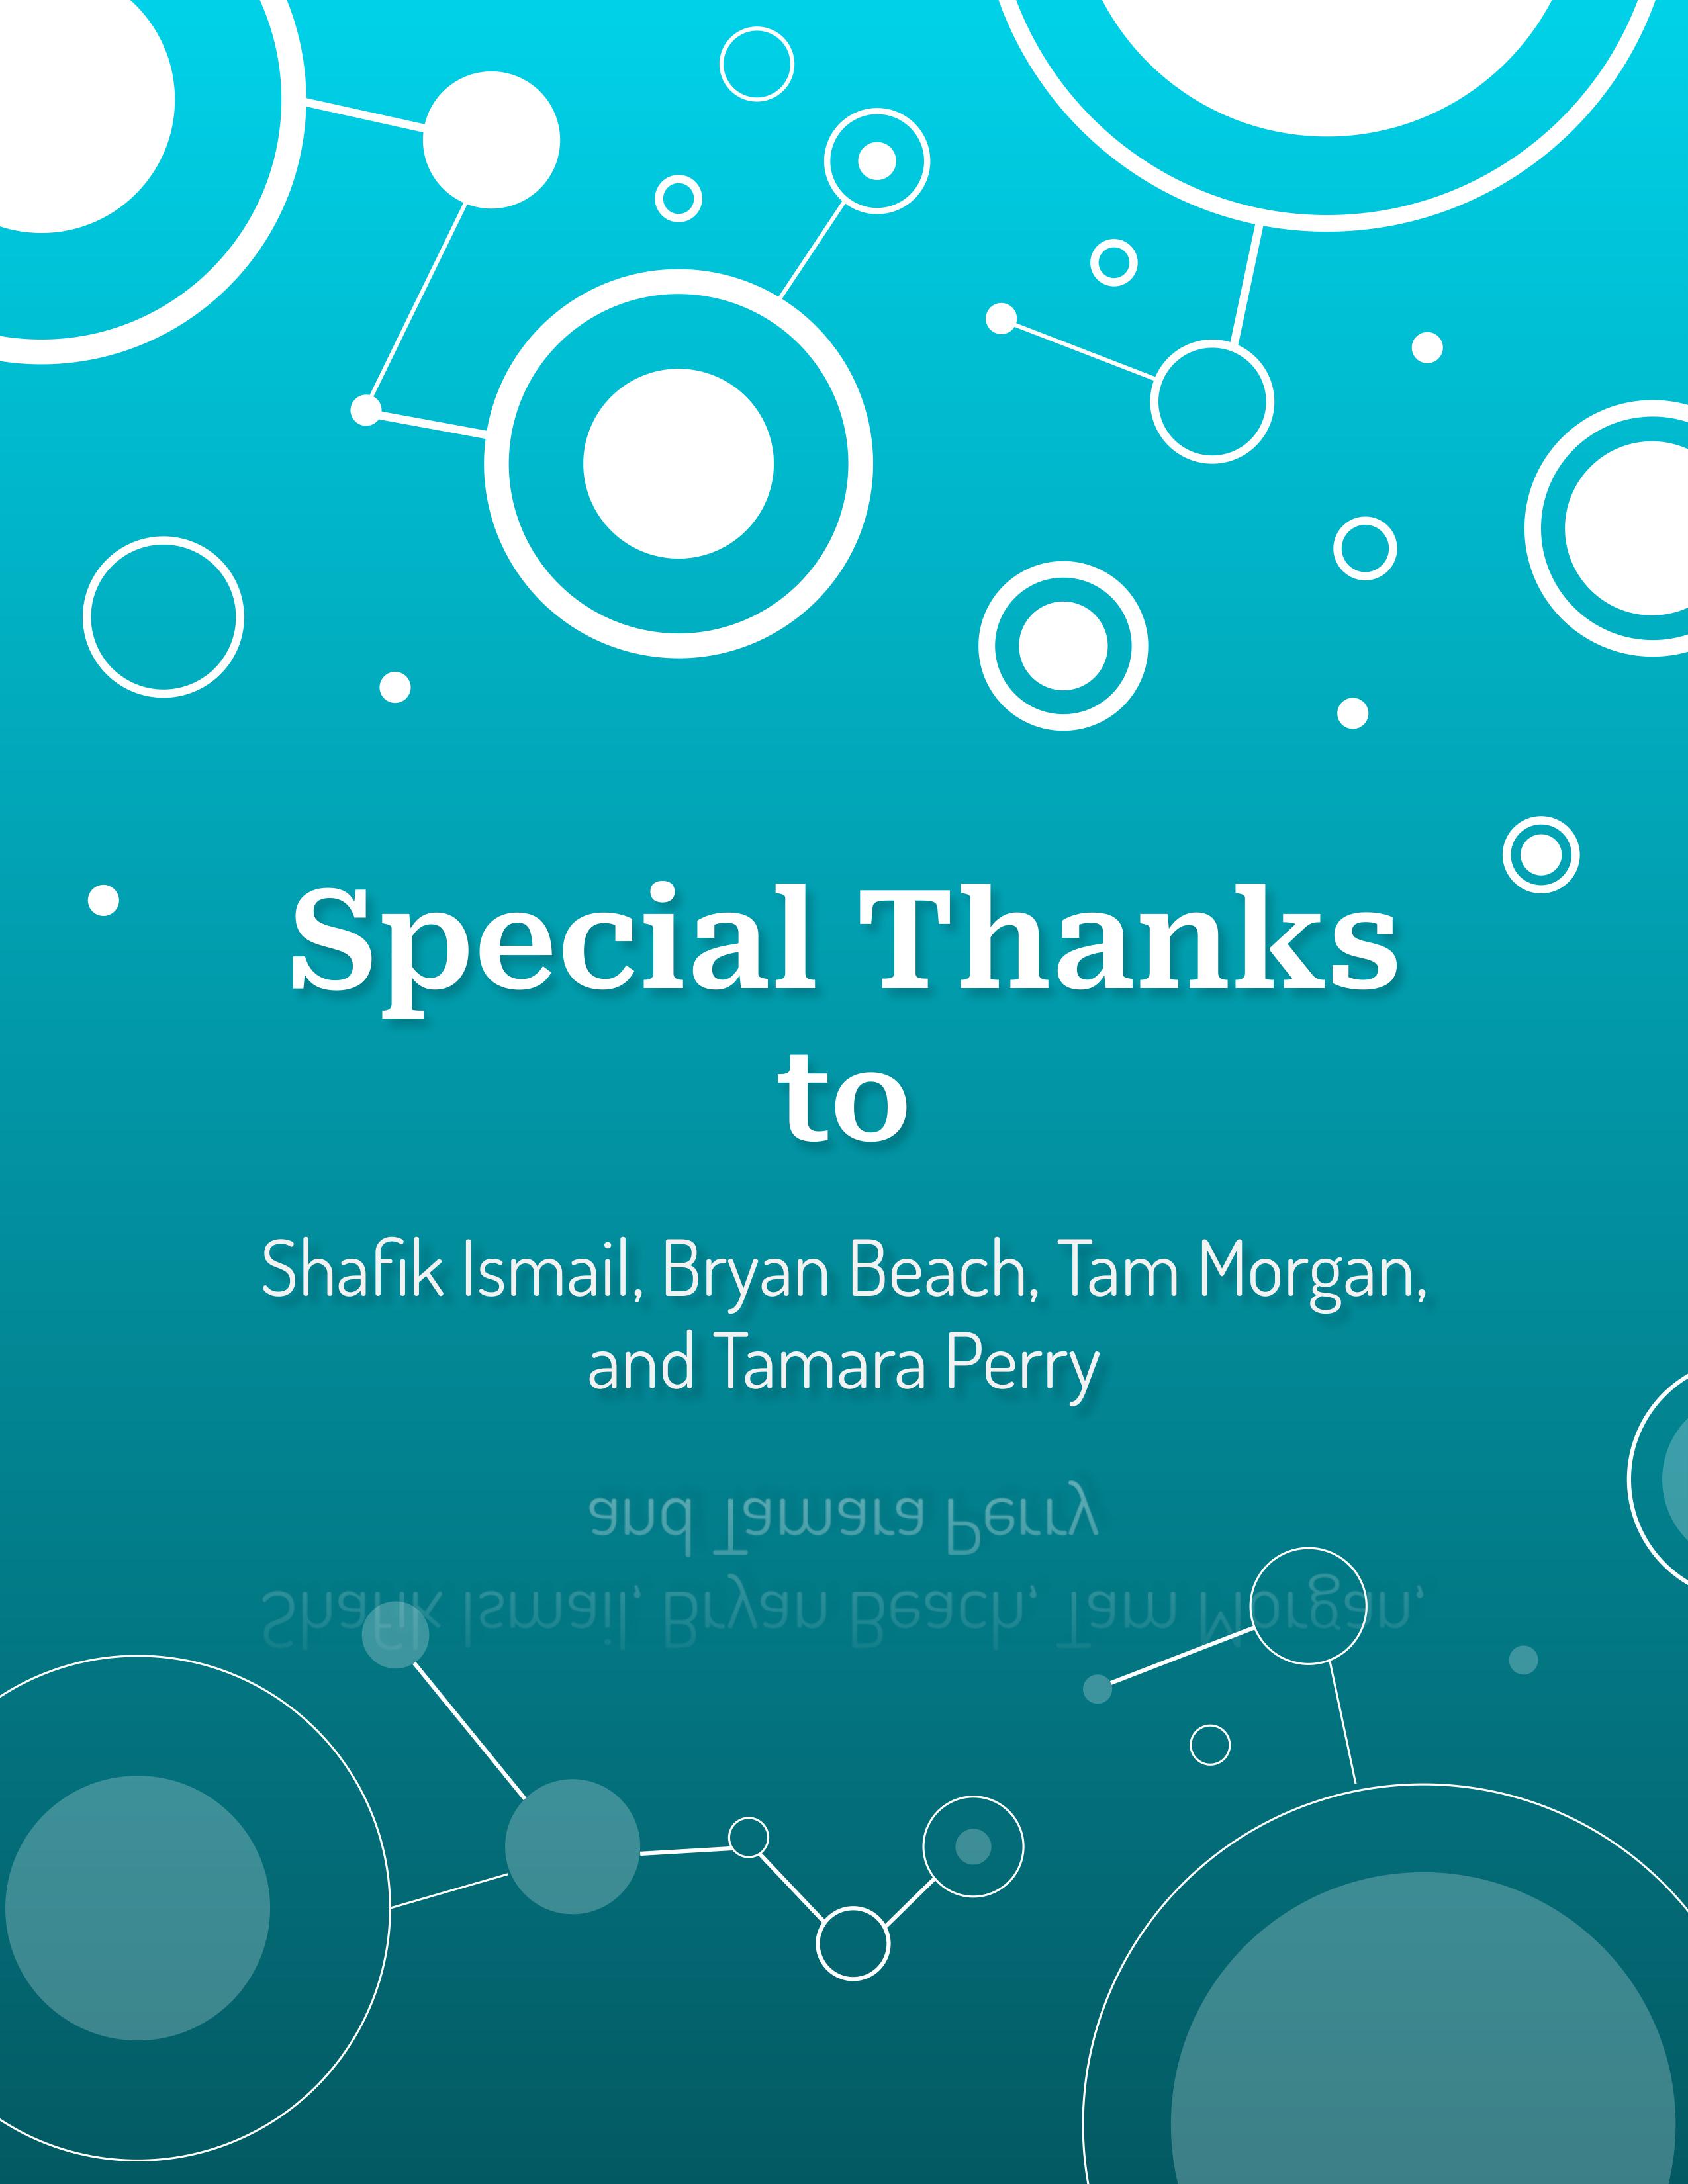 Special Thanks
to
Shafik Ismail, Bryan Beach, Tam Morgan,
and Tamara Perry